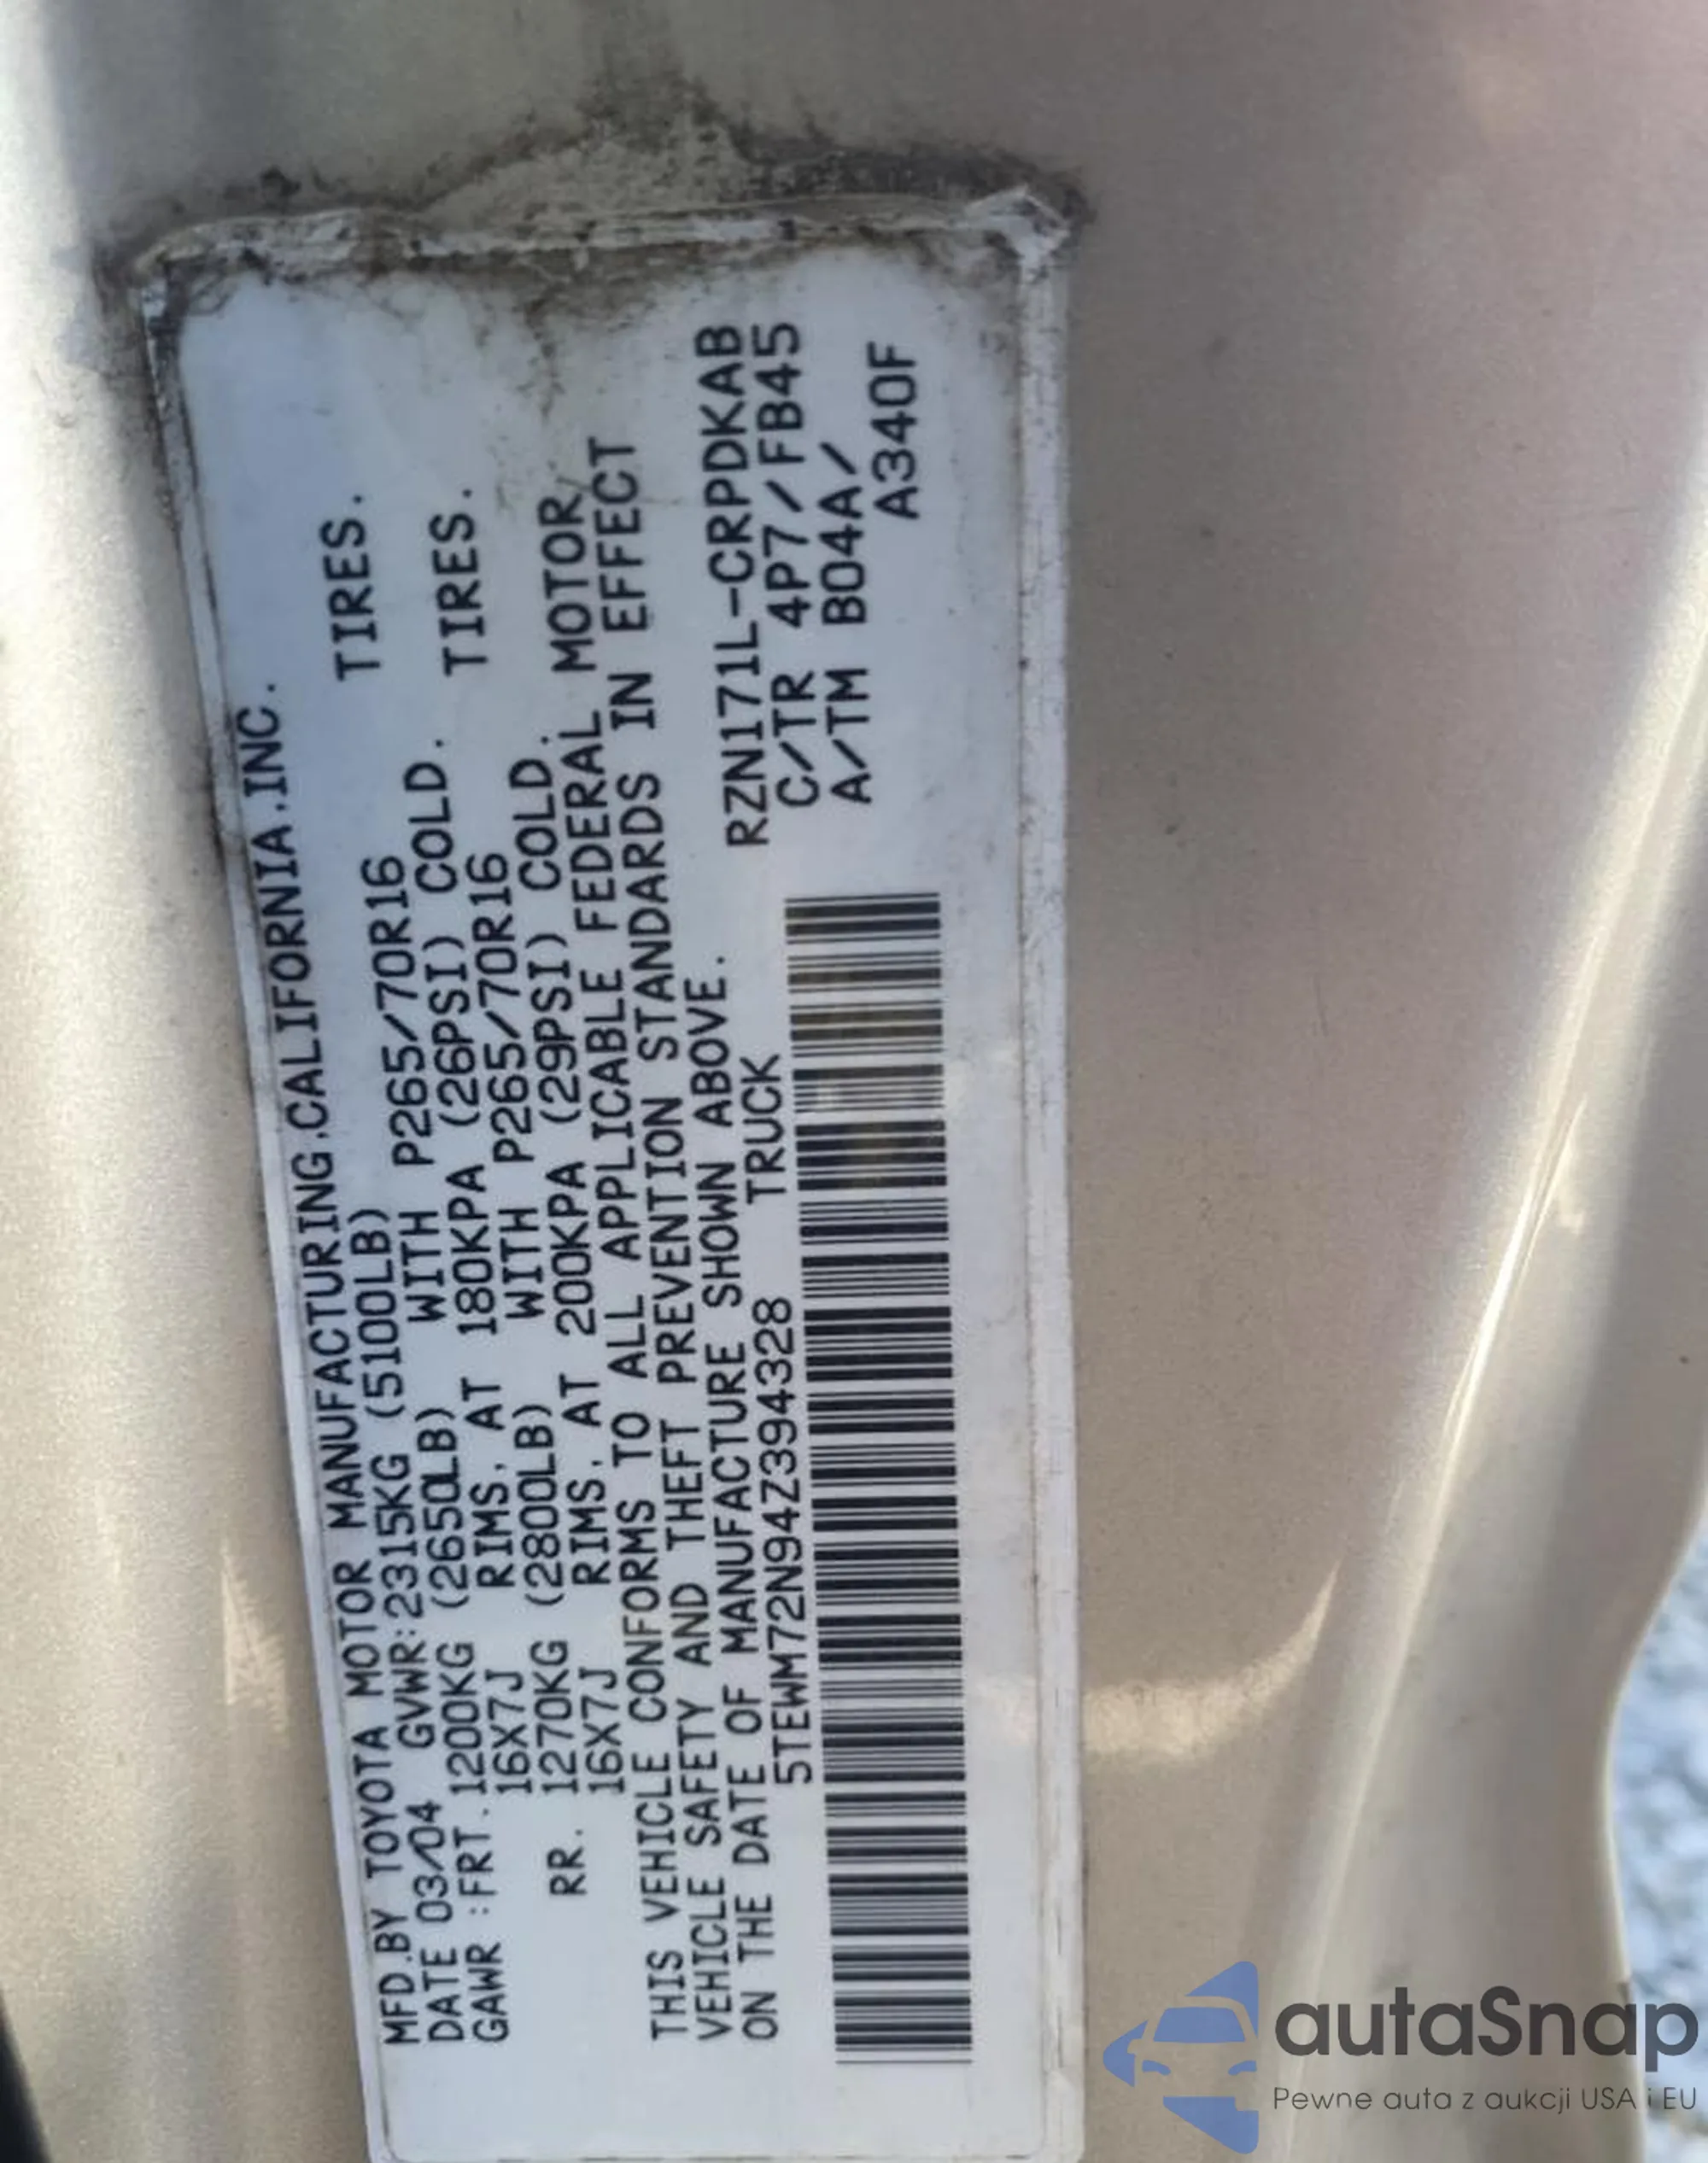 MFD.BY TOYOTA MOTOR MANUFACTURING.CALIFORNIA.INC.
DATE 03/04 GVWR:2315KG (5100LB)
GAWR :FRT.1200KG (2650LB) WITH P265/70R16 TIRES.
16X7J RIMS, AT 180KPA (26PSI) COLD.
RR. 1270KG (2800LB) WITH P265/70R16 TIRES.
16X7J RIMS, AT 200KPA (29PSI) COLD.
THIS VEHICLE CONFORMS TO ALL APPLICABLE FEDERAL MOTOR
VEHICLE SAFETY AND THEFT PREVENTION STANDARDS IN EFFECT
ON THE DATE OF MANUFACTURE SHOWN ABOVE.
5TEWM72N94Z394328 TRUCK
RZN171L-CRPDKAB
C/TR 4P7/FB45
A/TM B04A/
A340F
autaSnap
Pewne auta z aukcji USA i EU